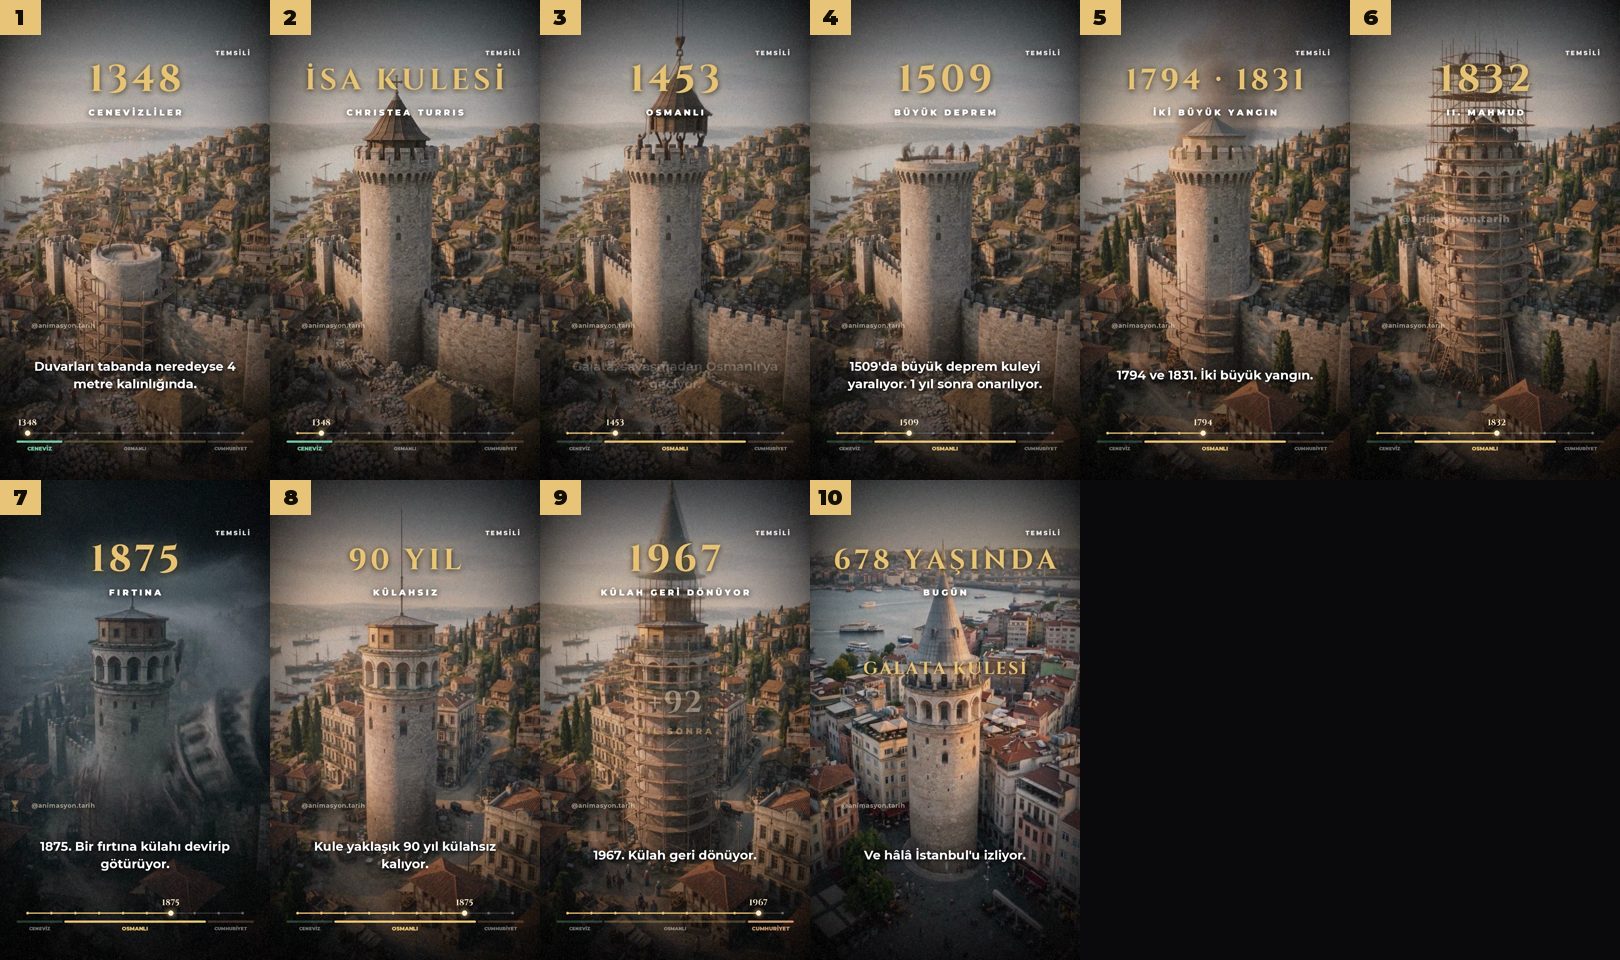 1
TEMSİLİ
1348
CENEVİZLİLER
@animasyon.tarih
Duvarları tabanda neredeyse 4
metre kalınlığında.
1348
CENEVİZ
OSMANLI
CUMHURİYET
2
TEMSİLİ
İSA KULESİ
CHRISTEA TURRIS
@animasyon.tarih
1348
CENEVİZ
OSMANLI
CUMHURİYET
3
TEMSİLİ
1453
OSMANLI
@animasyon.tarih
Galata, savaşmadan Osmanlı'ya
geçiyor.
1453
CENEVİZ
OSMANLI
CUMHURİYET
4
TEMSİLİ
1509
BÜYÜK DEPREM
@animasyon.tarih
1509'da büyük deprem kuleyi
yaralıyor. 1 yıl sonra onarılıyor.
1509
CENEVİZ
OSMANLI
CUMHURİYET
5
TEMSİLİ
1794 · 1831
İKİ BÜYÜK YANGIN
@animasyon.tarih
1794 ve 1831. İki büyük yangın.
1794
CENEVİZ
OSMANLI
CUMHURİYET
6
TEMSİLİ
1832
II. MAHMUD
@animasyon.tarih
@animasyon.tarih
1832
CENEVİZ
OSMANLI
CUMHURİYET
7
TEMSİLİ
1875
FIRTINA
@animasyon.tarih
1875. Bir fırtına külahı devirip
götürüyor.
1875
CENEVİZ
OSMANLI
CUMHURİYET
8
TEMSİLİ
90 YIL
KÜLAHSIZ
@animasyon.tarih
Kule yaklaşık 90 yıl külahsız
kalıyor.
1875
CENEVİZ
OSMANLI
CUMHURİYET
9
TEMSİLİ
1967
KÜLAH GERİ DÖNÜYOR
+92
YIL SONRA
@animasyon.tarih
1967. Külah geri dönüyor.
1967
CENEVİZ
OSMANLI
CUMHURİYET
10
TEMSİLİ
678 YAŞINDA
BUGÜN
GALATA KULESİ
@animasyon.tarih
Ve hâlâ İstanbul'u izliyor.